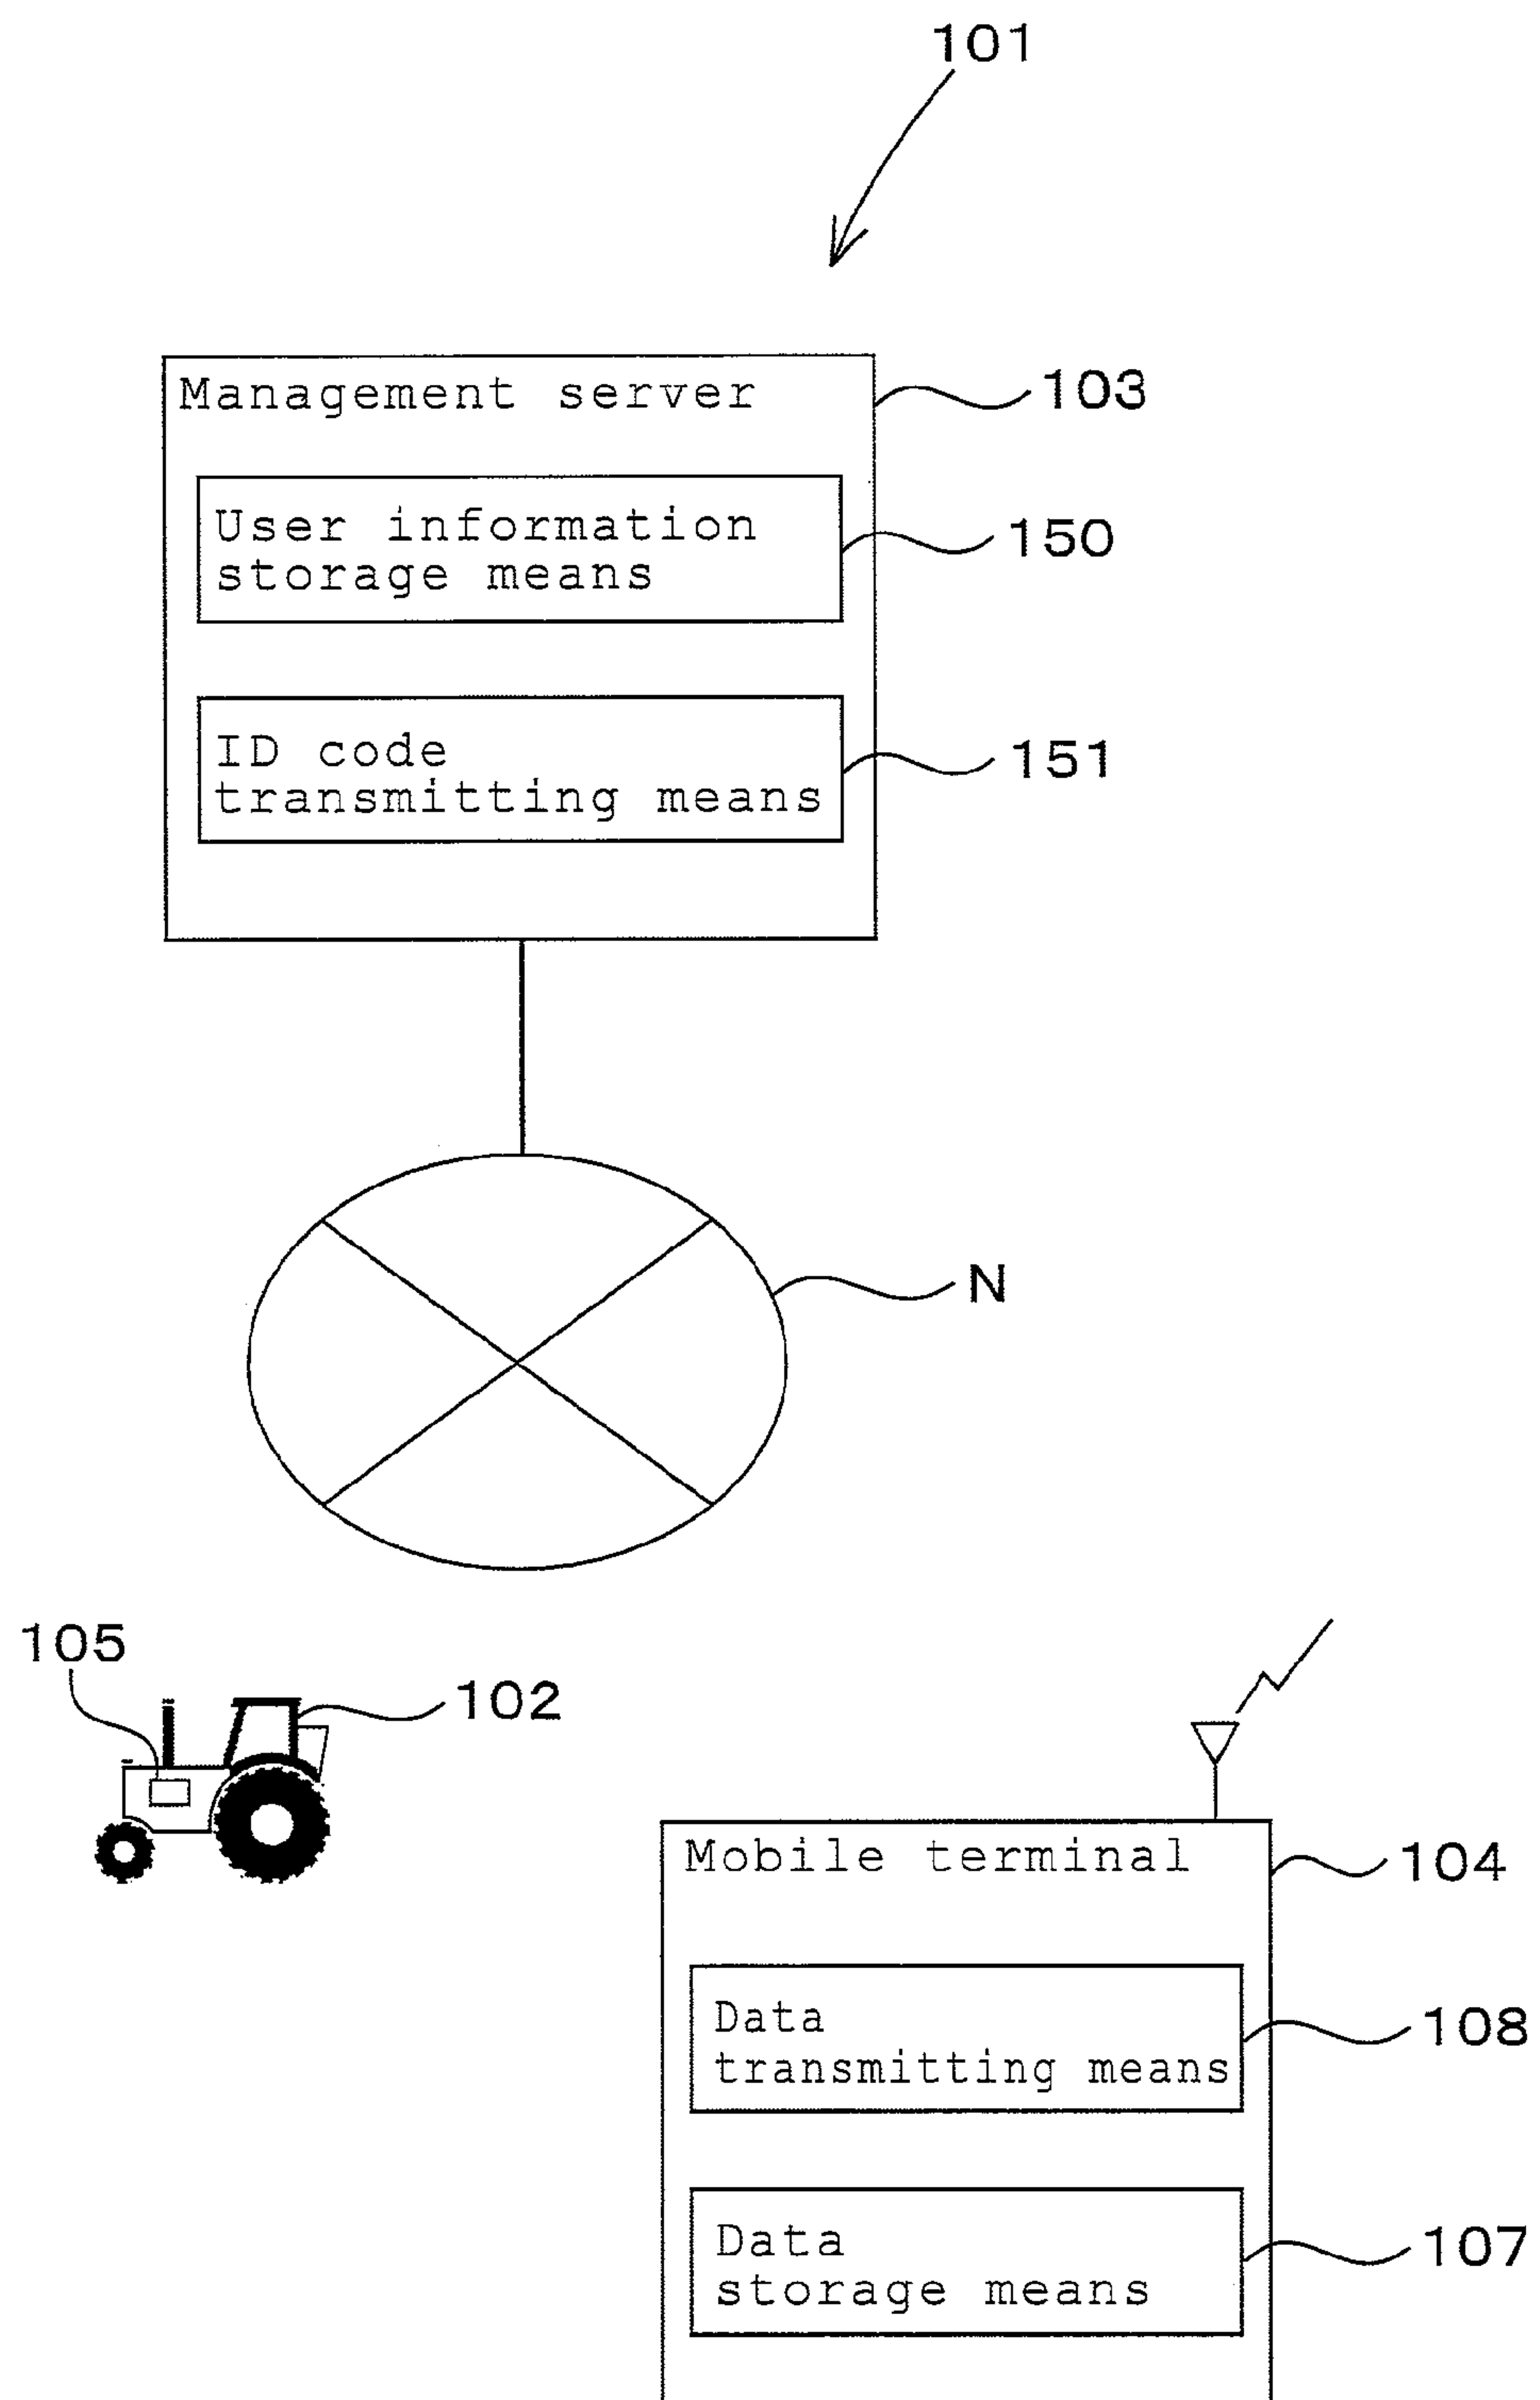 101
Management server
103
User information
storage means
150
ID code
transmitting means
151
N
105
102
Mobile terminal
104
Data
transmitting means
108
Data
storage means
107